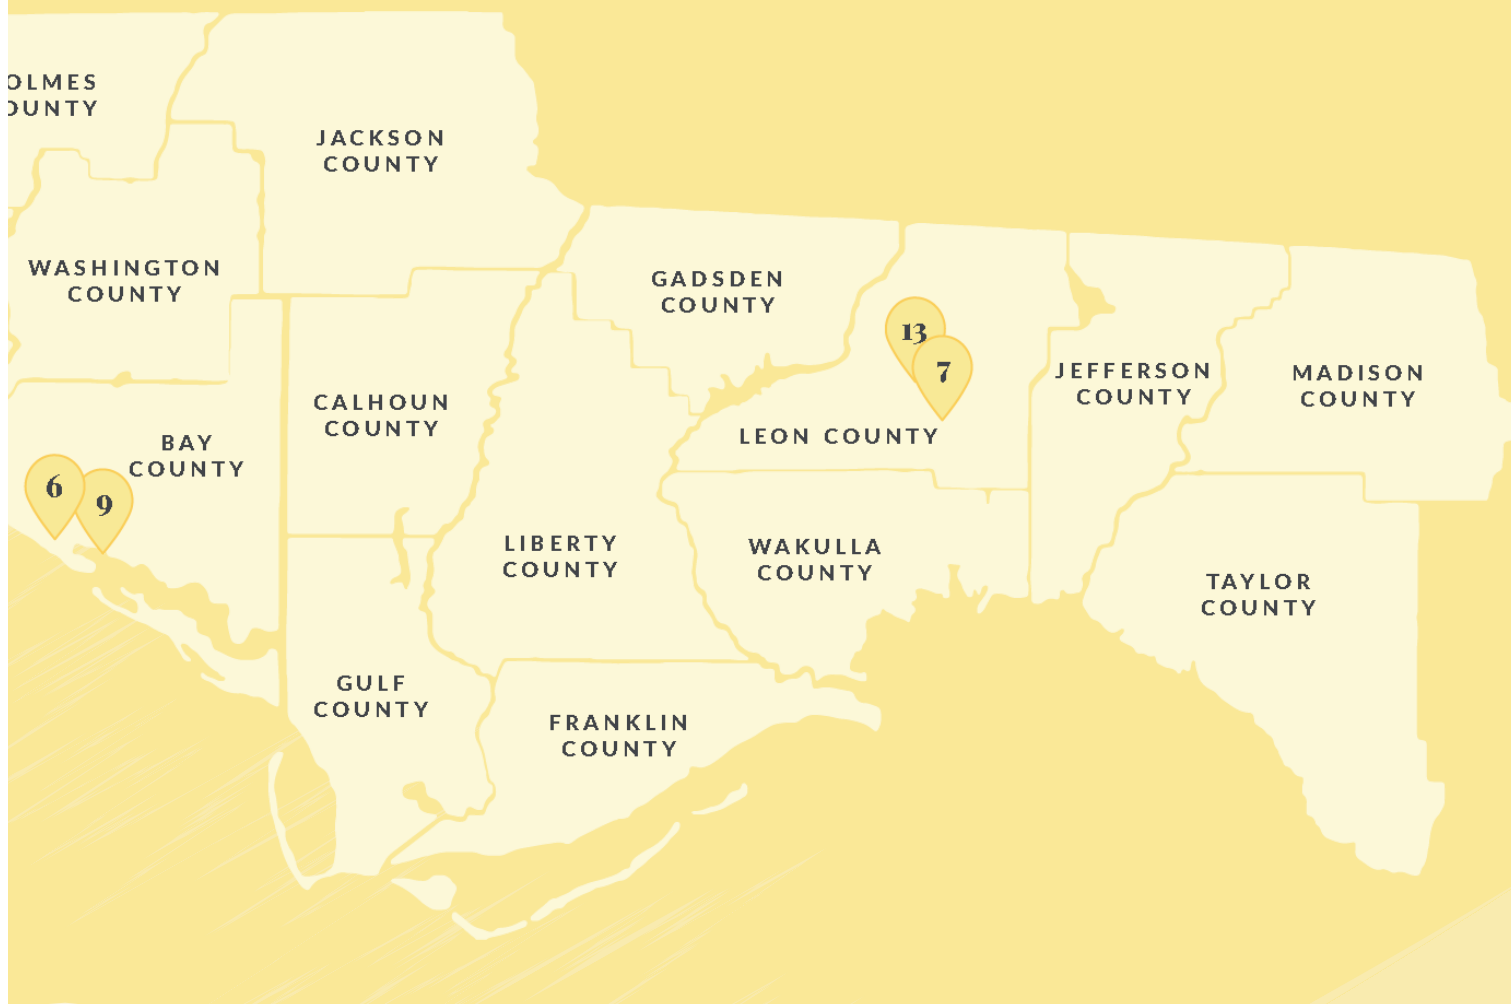 OLMES
OUNTY
JACKSON
COUNTY
WASHINGTON
COUNTY
GADSDEN
COUNTY
13
7
JEFFERSON
COUNTY
MADISON
COUNTY
CALHOUN
COUNTY
LEON COUNTY
BAY
COUNTY
6
9
LIBERTY
COUNTY
WAKULLA
COUNTY
TAYLOR
COUNTY
GULF
COUNTY
FRANKLIN
COUNTY